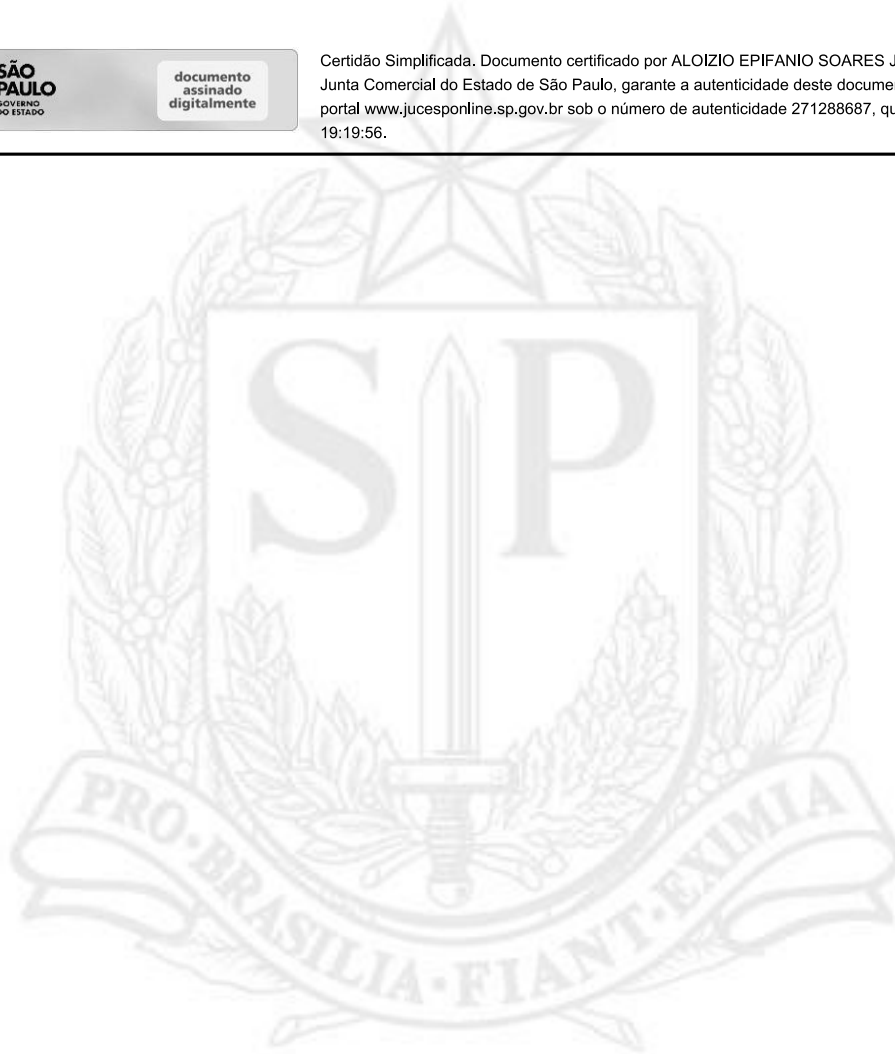 SÃO
PAULO
GOVERNO
DO ESTADO
documento
assinado
digitalmente
Certidão Simplificada. Documento certificado por ALOIZIO EPIFANIO SOARES
Junta Comercial do Estado de São Paulo, garante a autenticidade deste
portal www.jucesponline.sp.gov.br sob o número de autenticidade 271288687,
19:19:56.
SP
PRO·BRASILIA·FIANT·EXIMIA